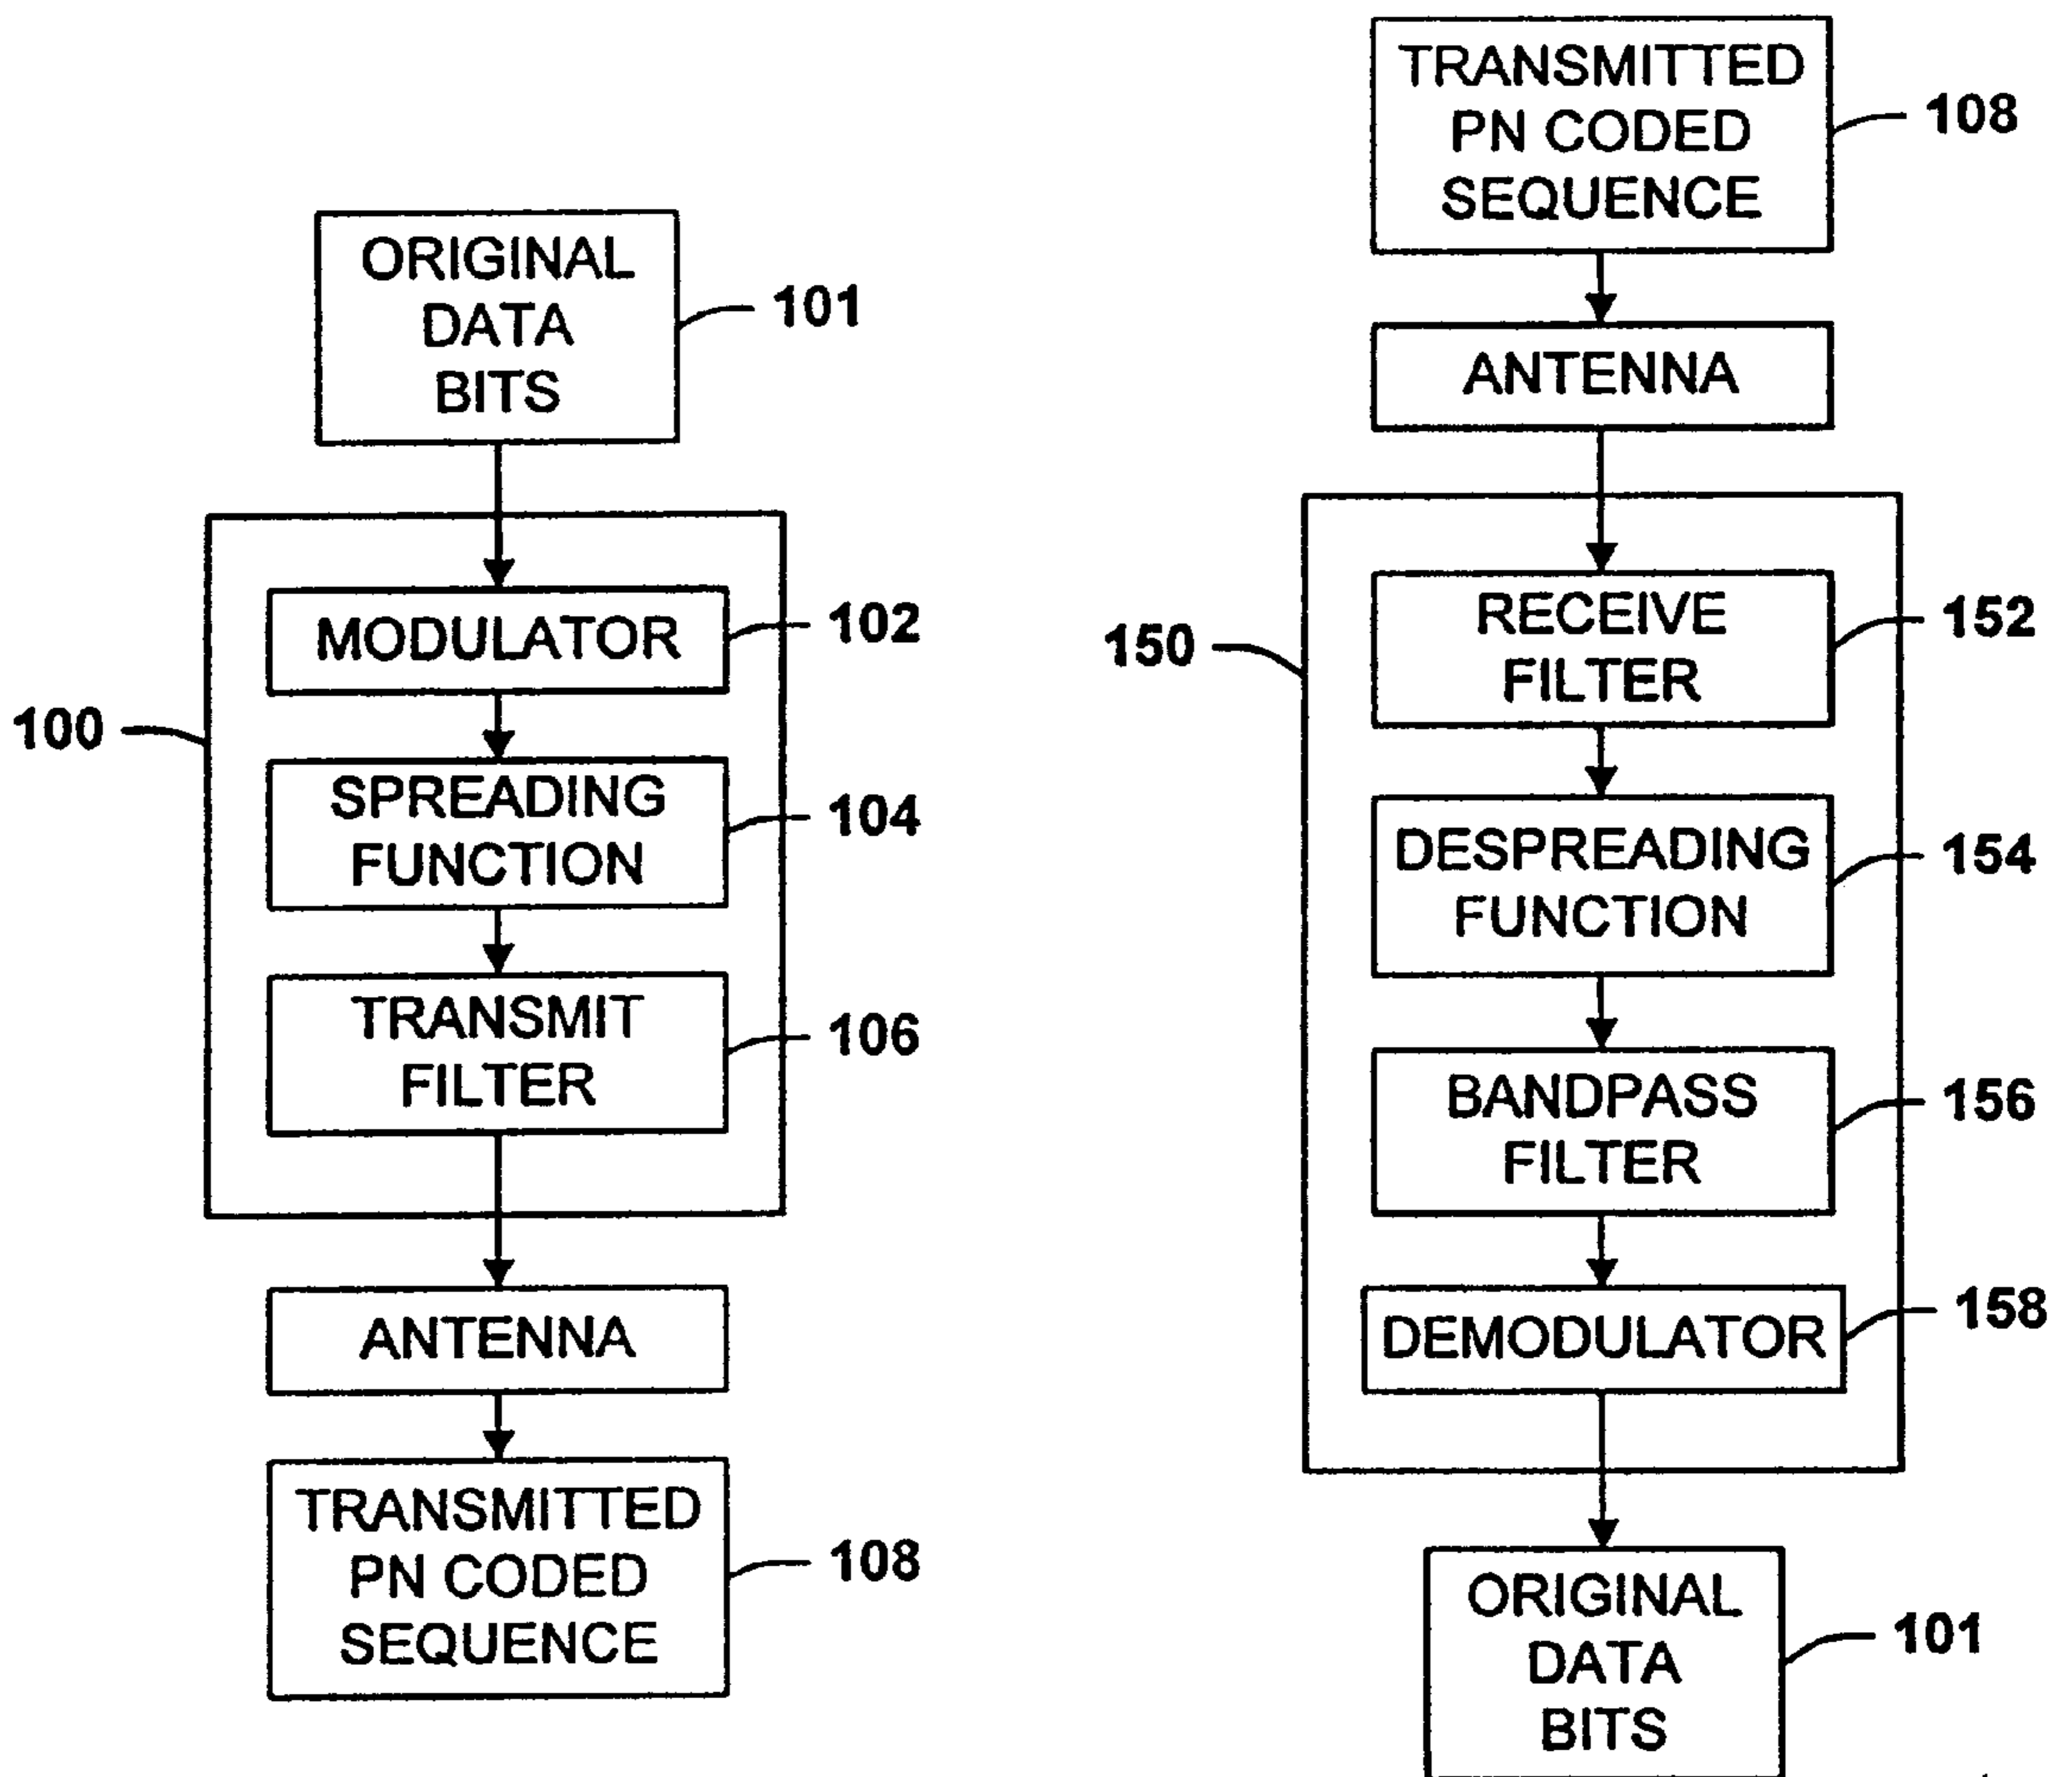 ORIGINAL
DATA
BITS
101
100
MODULATOR
102
SPREADING
FUNCTION
104
TRANSMIT
FILTER
106
ANTENNA
TRANSMITTED
PN CODED
SEQUENCE
108
TRANSMITTED
PN CODED
SEQUENCE
108
ANTENNA
150
RECEIVE
FILTER
152
DESPREADING
FUNCTION
154
BANDPASS
FILTER
156
DEMODULATOR
158
ORIGINAL
DATA
BITS
101